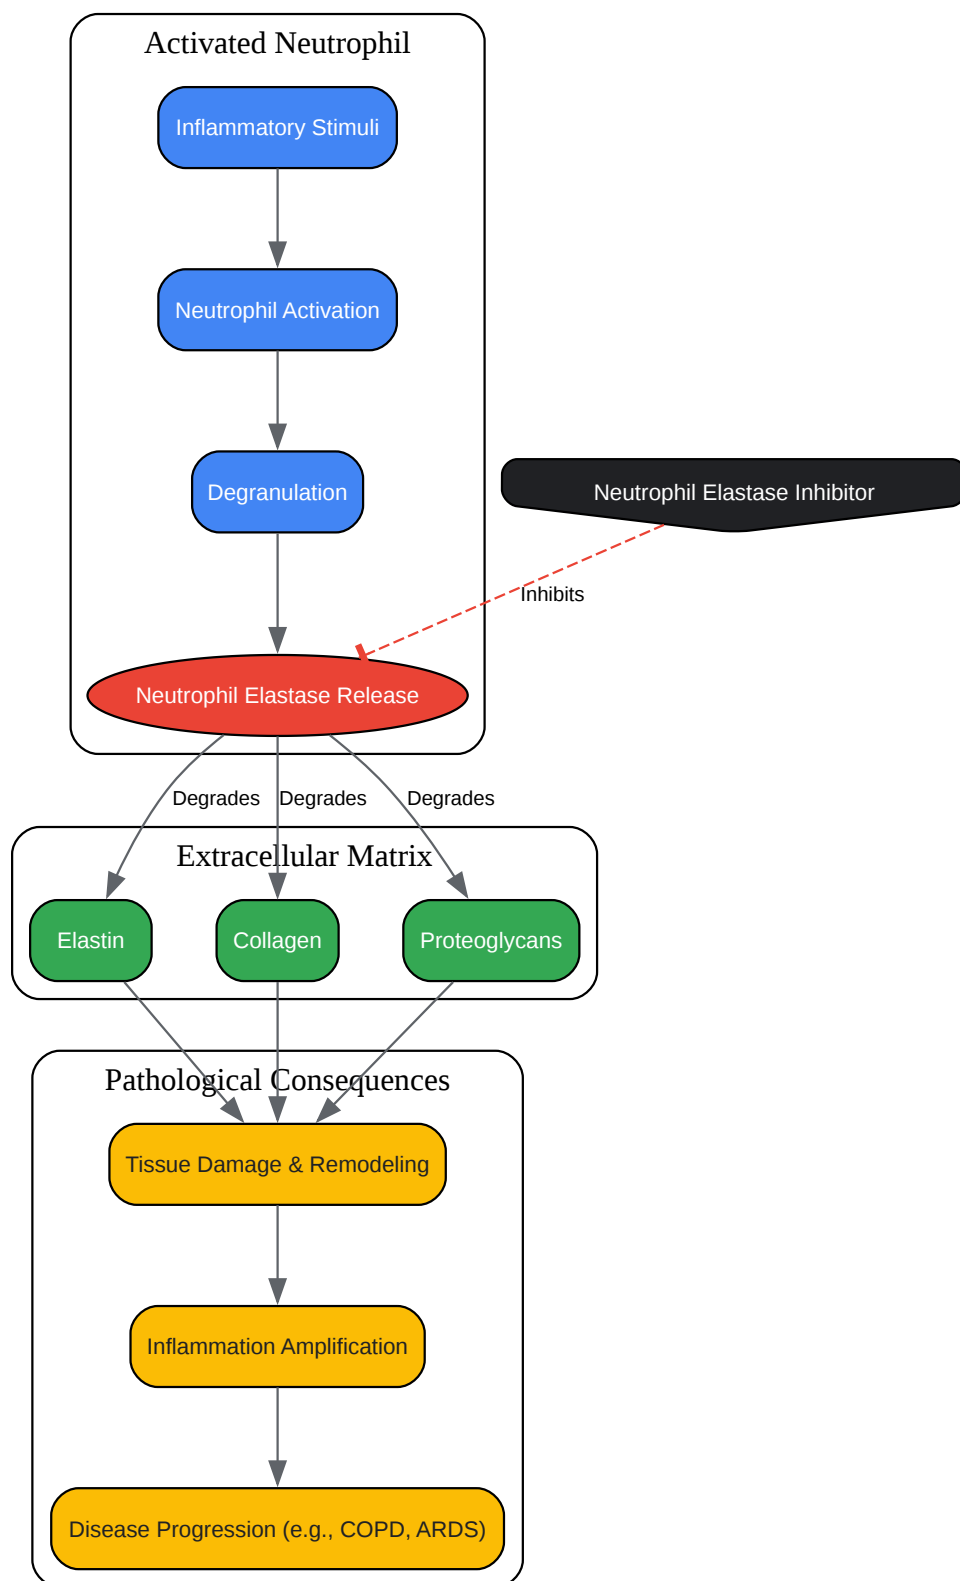 Activated Neutrophil
Inflammatory Stimuli
Neutrophil Activation
Degranulation
Neutrophil Elastase Inhibitor
Inhibits
Neutrophil Elastase Release
Degrades
Degrades
Degrades
Extracellular Matrix
Elastin
Collagen
Proteoglycans
Pathological Consequences
Tissue Damage & Remodeling
Inflammation Amplification
Disease Progression (e.g., COPD, ARDS)